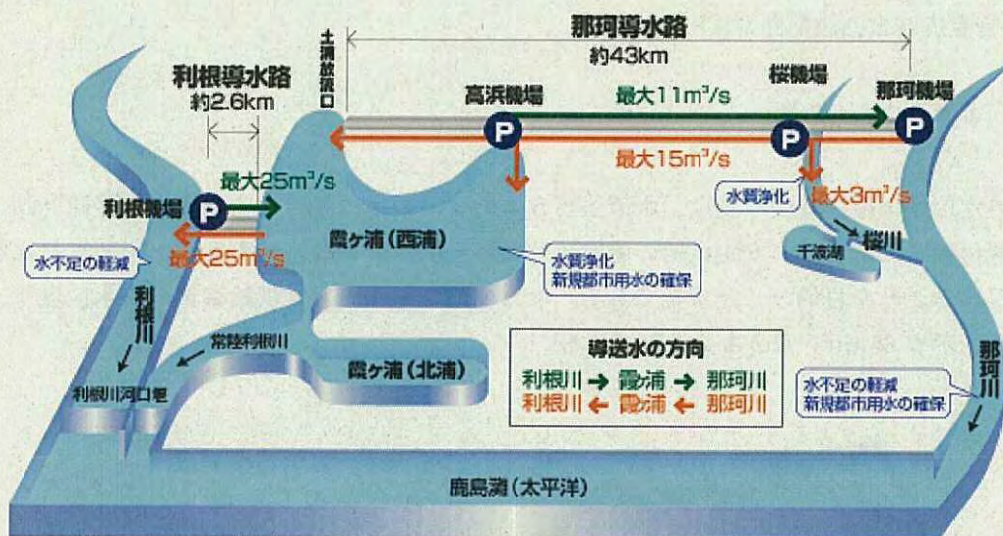 那珂導水路
約43km
土浦放流口
利根導水路
約2.6km
高浜機場
桜機場
那珂機場
最大11m³/s
最大15m³/s
最大25m³/s
利根機場
水質浄化
最大3m³/s
桜川
千波湖
最大25m³/s
水不足の軽減
霞ヶ浦(西浦)
水質浄化
新規都市用水の確保
利根川
常陸利根川
霞ヶ浦(北浦)
利根川河口堰
導送水の方向
利根川→霞ヶ浦→那珂川
利根川←霞ヶ浦←那珂川
那珂川
水不足の軽減
新規都市用水の確保
鹿島灘(太平洋)
P
P
P
P